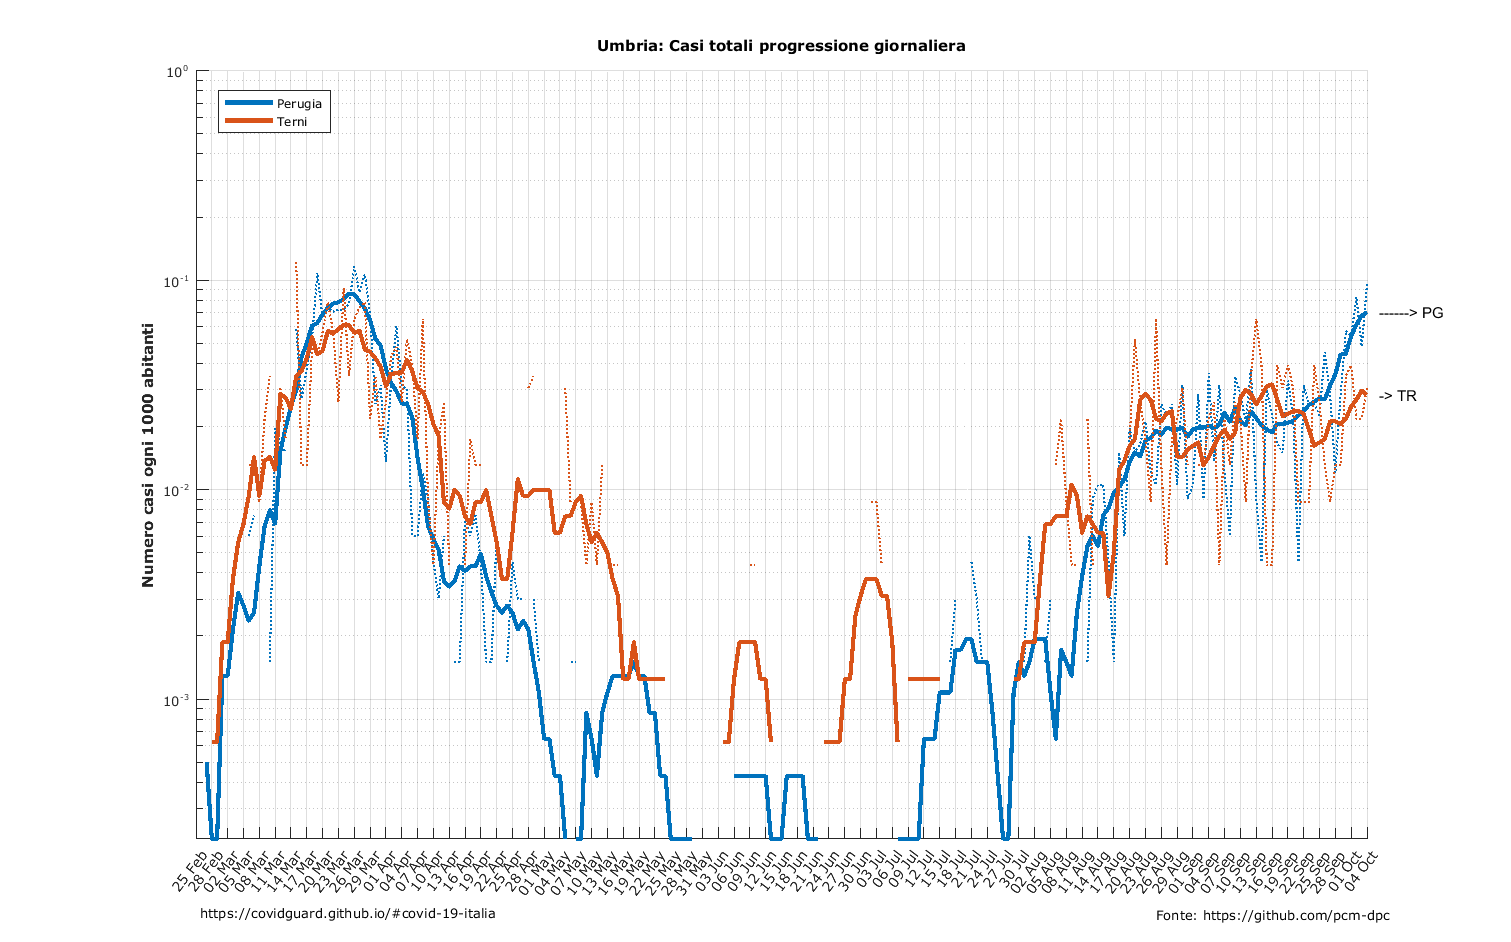 Umbria: Casi totali progressione giornaliera
10^0
10^-1
10^-2
10^-3
Numero casi ogni 1000 abitanti
Perugia
Terni
------> PG
-> TR
25 Feb
28 Feb
02 Mar
05 Mar
08 Mar
11 Mar
14 Mar
17 Mar
20 Mar
23 Mar
26 Mar
29 Mar
01 Apr
04 Apr
07 Apr
10 Apr
13 Apr
16 Apr
19 Apr
22 Apr
25 Apr
28 Apr
01 May
04 May
07 May
10 May
13 May
16 May
19 May
22 May
25 May
28 May
31 May
03 Jun
06 Jun
09 Jun
12 Jun
15 Jun
18 Jun
21 Jun
24 Jun
27 Jun
30 Jun
03 Jul
06 Jul
09 Jul
12 Jul
15 Jul
18 Jul
21 Jul
24 Jul
27 Jul
30 Jul
02 Aug
05 Aug
08 Aug
11 Aug
14 Aug
17 Aug
20 Aug
23 Aug
26 Aug
29 Aug
01 Sep
04 Sep
07 Sep
10 Sep
13 Sep
16 Sep
19 Sep
22 Sep
25 Sep
28 Sep
01 Oct
04 Oct
https://covidguard.github.io/#covid-19-italia
Fonte: https://github.com/pcm-dpc